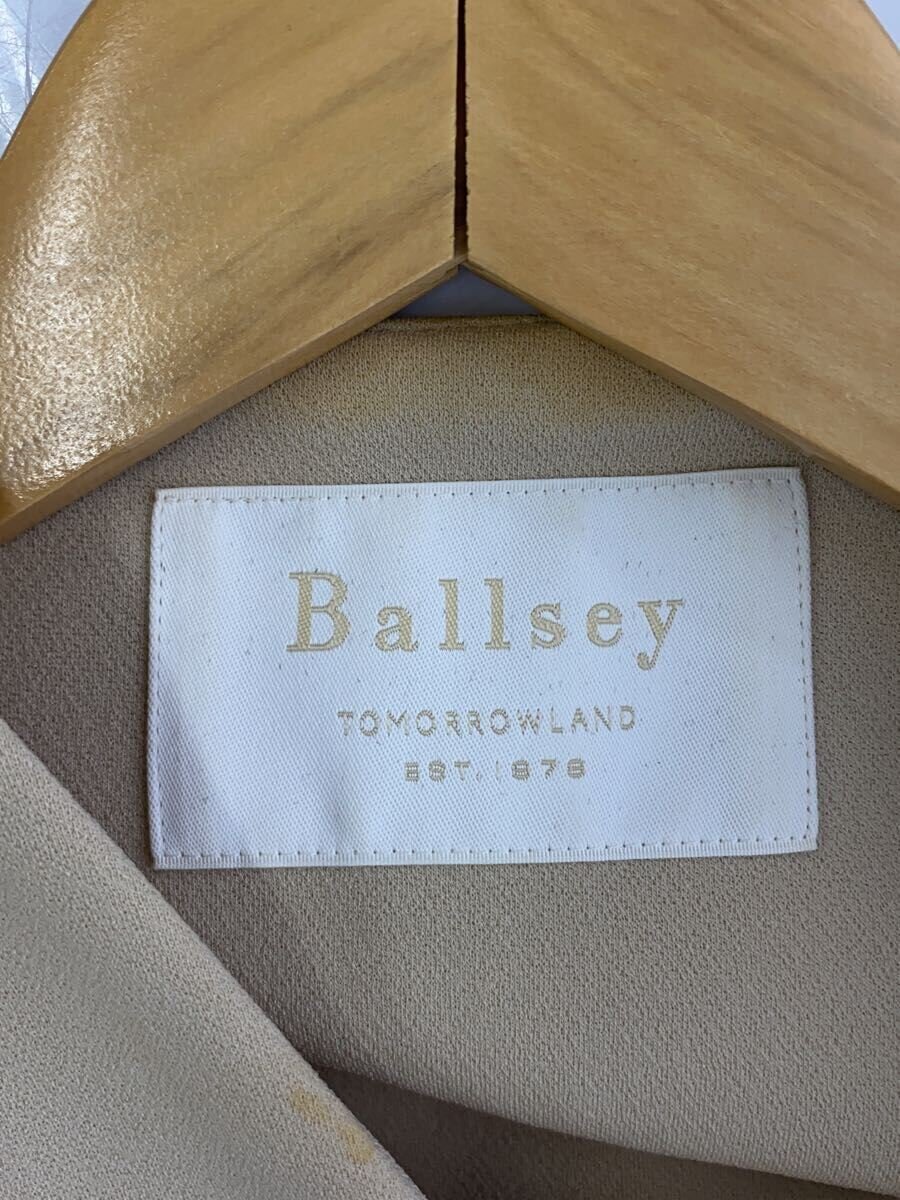 Ballsey
TOMORROWLAND
EST. 1978